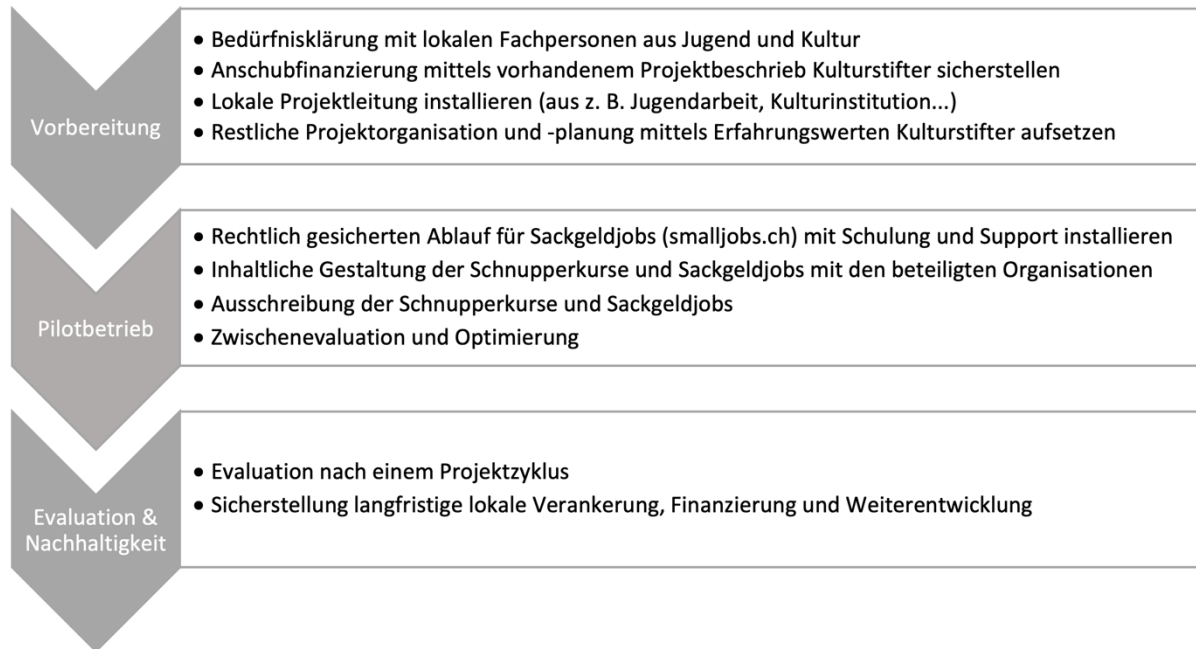 Vorbereitung
• Bedürfnisklärung mit lokalen Fachpersonen aus Jugend und Kultur
• Anschubfinanzierung mittels vorhandenem Projektbeschrieb Kulturstifter sicherstellen
• Lokale Projektleitung installieren (aus z. B. Jugendarbeit, Kulturinstitution...)
• Restliche Projektorganisation und -planung mittels Erfahrungswerten Kulturstifter aufsetzen
Pilotbetrieb
• Rechtlich gesicherten Ablauf für Sackgeldjobs (smalljobs.ch) mit Schulung und Support installieren
• Inhaltliche Gestaltung der Schnupperkurse und Sackgeldjobs mit den beteiligten Organisationen
• Ausschreibung der Schnupperkurse und Sackgeldjobs
• Zwischenevaluation und Optimierung
Evaluation &
Nachhaltigkeit
• Evaluation nach einem Projektzyklus
• Sicherstellung langfristige lokale Verankerung, Finanzierung und Weiterentwicklung